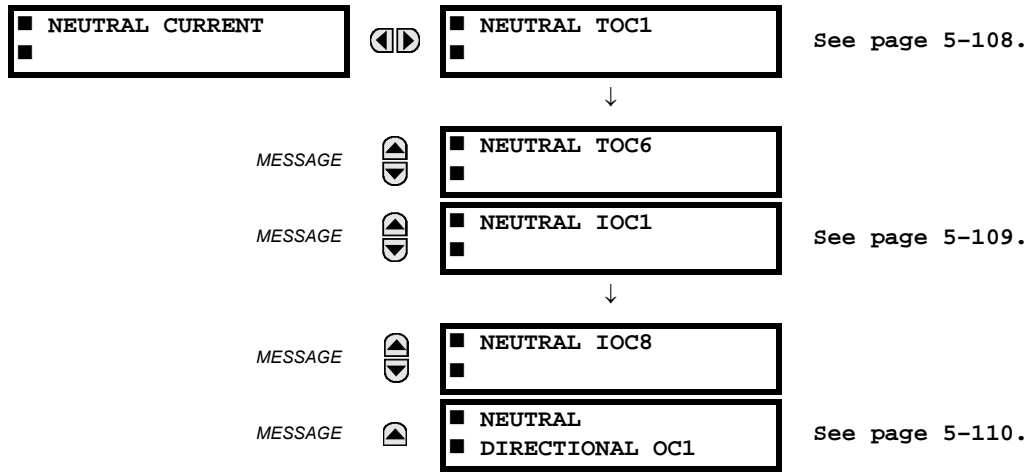 ■ NEUTRAL CURRENT
■
■ NEUTRAL TOC1
■
See page 5-108.
↓
MESSAGE
■ NEUTRAL TOC6
■
MESSAGE
■ NEUTRAL IOC1
■
See page 5-109.
↓
MESSAGE
■ NEUTRAL IOC8
■
MESSAGE
■ NEUTRAL
■ DIRECTIONAL OC1
See page 5-110.